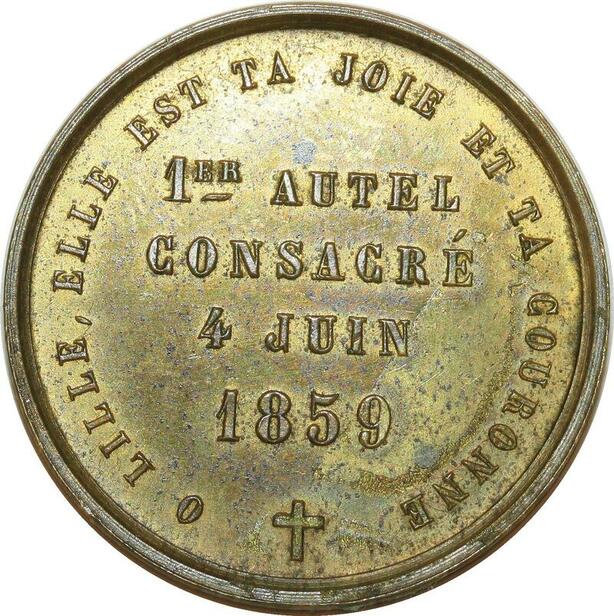 O LILLE, ELLE EST TA JOIE ET TA COURONNE
1ER AUTEL
CONSACRÉ
4 JUIN
1859